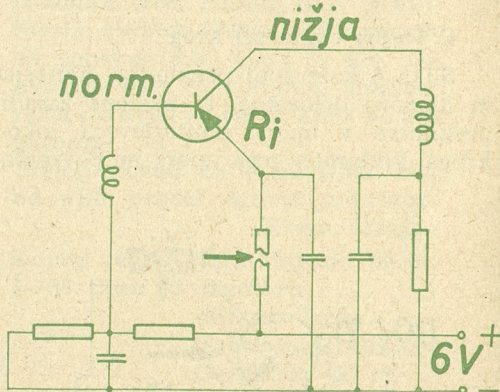 nižja
norm.
Ri
6V +
−